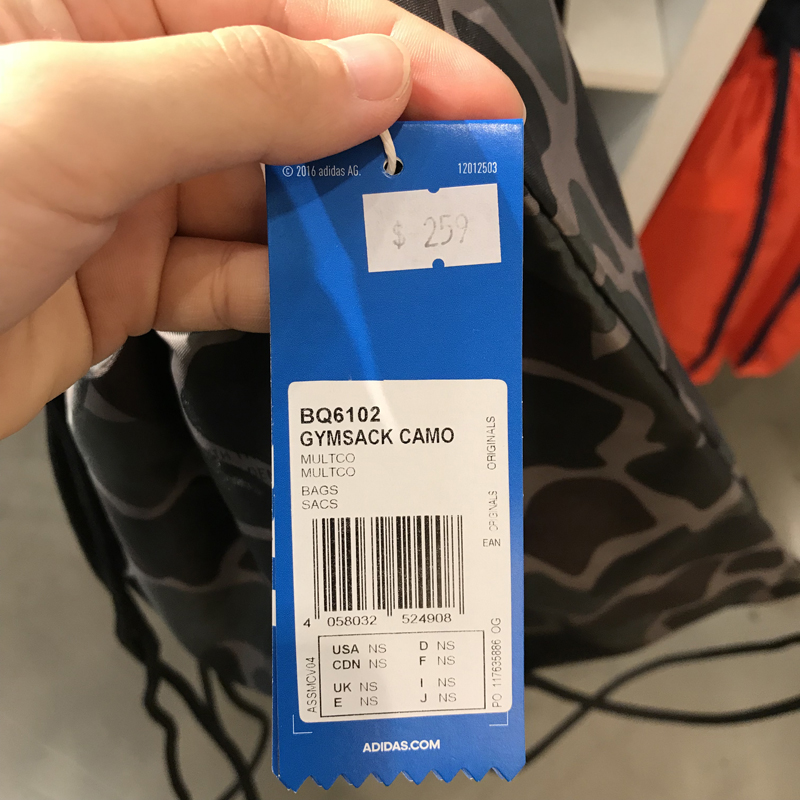 © 2016 adidas AG. 12012503
$ 259
BQ6102
GYMSACK CAMO
MULTCO
MULTCO
BAGS
SACS
ORIGINALS
ORIGINALS
EAN
4 058032 524908
USA NS D NS
CDN NS F NS
UK NS I NS
E NS J NS
ASSMCV04
PO 117635886 OG
ADIDAS.COM